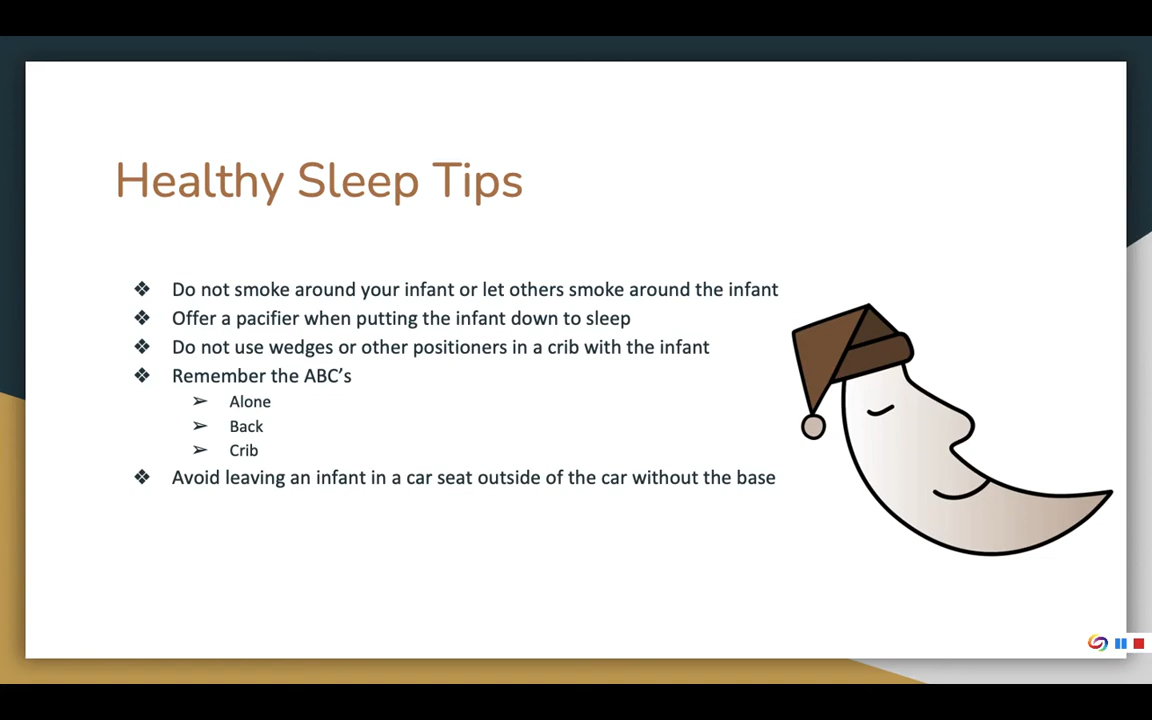 Healthy Sleep Tips
❖ Do not smoke around your infant or let others smoke around the infant
❖ Offer a pacifier when putting the infant down to sleep
❖ Do not use wedges or other positioners in a crib with the infant
❖ Remember the ABC’s
➢ Alone
➢ Back
➢ Crib
❖ Avoid leaving an infant in a car seat outside of the car without the base